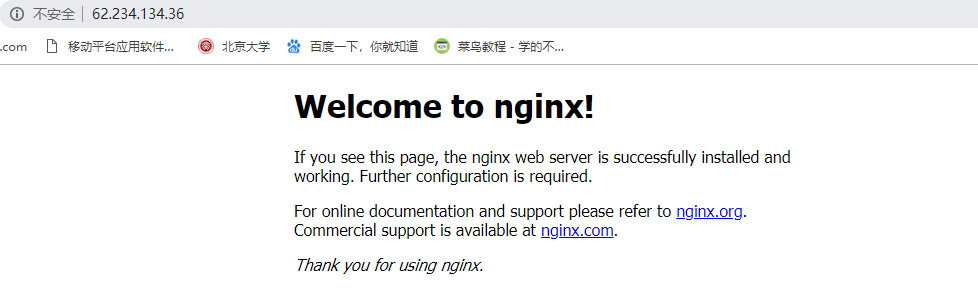 不安全 | 62.234.134.36
.com 移动平台应用软件... 北京大学 百度一下，你就知道 菜鸟教程 - 学的不...
Welcome to nginx!
If you see this page, the nginx web server is successfully installed and
working. Further configuration is required.
For online documentation and support please refer to nginx.org.
Commercial support is available at nginx.com.
Thank you for using nginx.